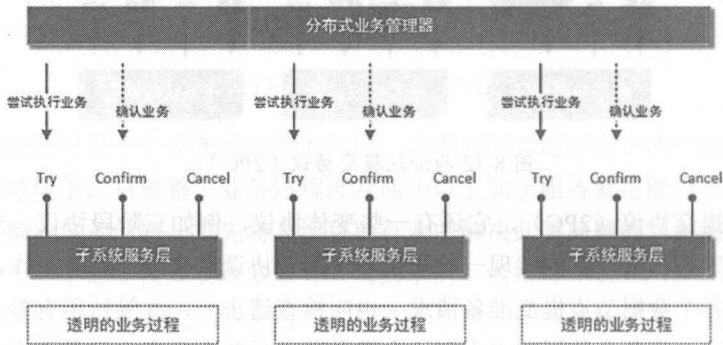 分布式业务管理器
尝试执行业务 确认业务 尝试执行业务 确认业务 尝试执行业务 确认业务
Try Confirm Cancel Try Confirm Cancel Try Confirm Cancel
子系统服务层 子系统服务层 子系统服务层
透明的业务过程 透明的业务过程 透明的业务过程